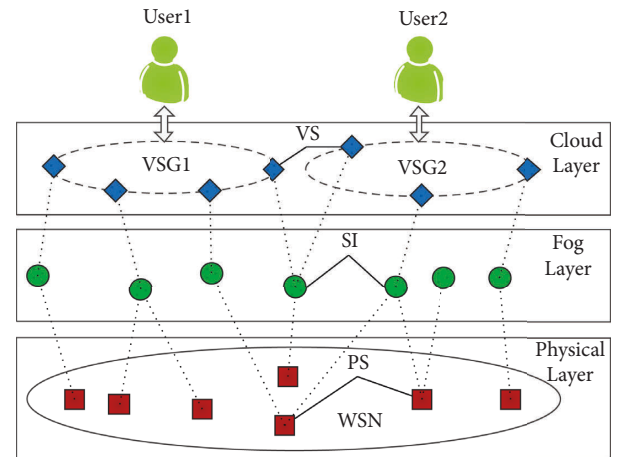 User1
User2
VS
Cloud
Layer
VSG1
VSG2
SI
Fog
Layer
Physical
Layer
PS
WSN